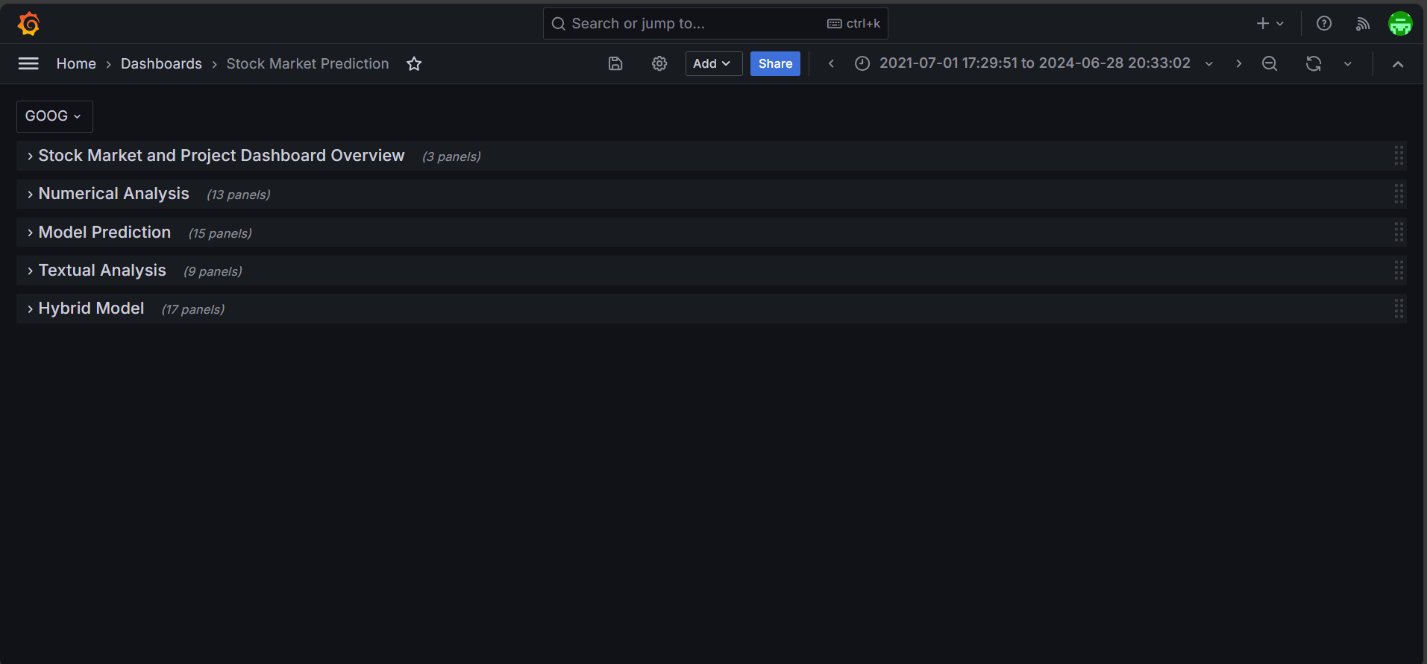 Search or jump to... ctrl+k
Home › Dashboards › Stock Market Prediction Add Share 2021-07-01 17:29:51 to 2024-06-28 20:33:02
GOOG
Stock Market and Project Dashboard Overview (3 panels)
Numerical Analysis (13 panels)
Model Prediction (15 panels)
Textual Analysis (9 panels)
Hybrid Model (17 panels)